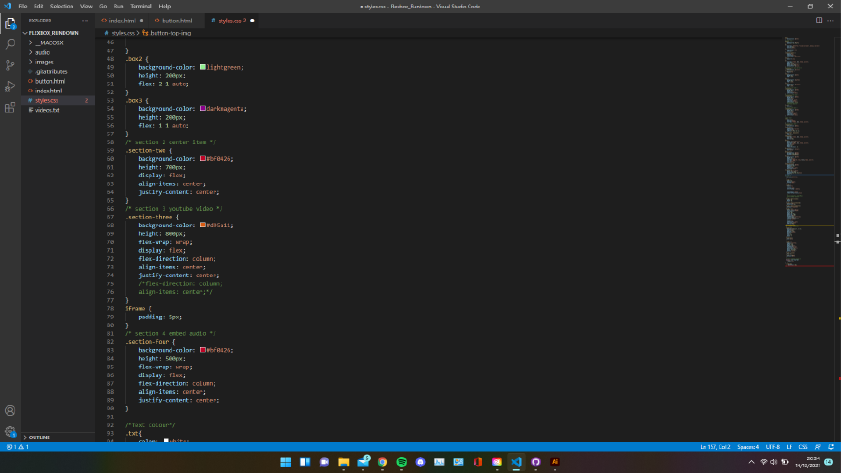 File Edit Selection View Go Run Terminal Help
styles.css - Flexbox_Rundown - Visual Studio Code
EXPLORER
index.html
button.html
styles.css 2
FLEXBOX_RUNDOWN
styles.css > button-top-img
__MACOSX
audio
images
.gitattributes
button.html
index.html
styles.css 2
videos.txt
OUTLINE
46
47 }
48 .box2 {
49 background-color: lightgreen;
50 height: 200px;
51 flex: 2 1 auto;
52 }
53 .box3 {
54 background-color: darkmagenta;
55 height: 200px;
56 flex: 1 1 auto;
57 }
58 /* section 2 center item */
59 .section-two {
60 background-color: #bf0426;
61 height: 700px;
62 display: flex;
63 align-items: center;
64 justify-content: center;
65 }
66 /* section 3 youtube video */
67 .section-three {
68 background-color:
69 height: 800px;
70 flex-wrap: wrap;
71 display: flex;
72 flex-direction: column;
73 align-items: center;
74 justify-content: center;
75 /*flex-direction: column;
76 align-items: center;*/
77 }
78 iframe {
79 padding: 5px;
80 }
81 /* section 4 embed audio */
82 .section-four {
83 background-color: #bf0426;
84 height: 500px;
85 flex-wrap: wrap;
86 display: flex;
87 flex-direction: column;
88 align-items: center;
89 justify-content: center;
90 }
91
92 /*Text colour*/
93 .txt{
94 color: white;
1 1
Ln 157, Col 2 Spaces: 4 UTF-8 LF CSS
20:54
14/10/2021